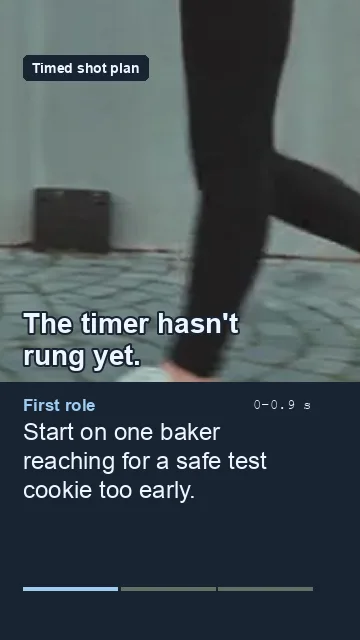 Timed shot plan
The timer hasn't
rung yet.
First role
0–0.9 s
Start on one baker
reaching for a safe test
cookie too early.